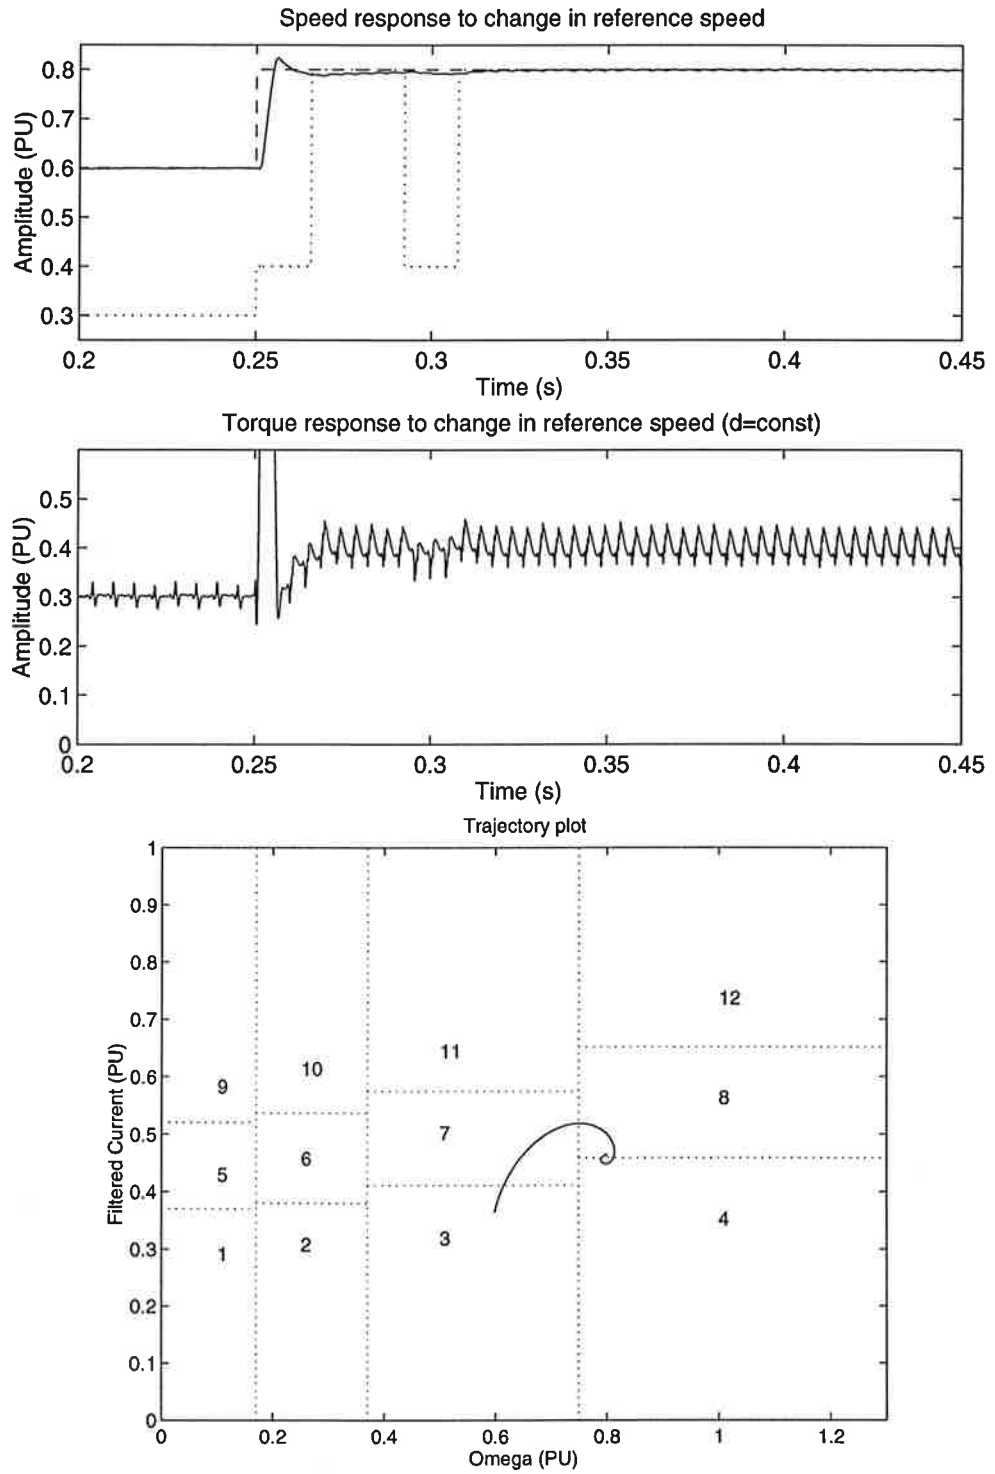 Speed response to change in reference speed
0.8
0.7
0.6
0.5
0.4
0.3
Amplitude (PU)
0.2 0.25 0.3 0.35 0.4 0.45
Time (s)
Torque response to change in reference speed (d=const)
0.5
0.4
0.3
0.2
0.1
0
Amplitude (PU)
0.2 0.25 0.3 0.35 0.4 0.45
Time (s)
Trajectory plot
1
0.9
0.8
0.7
0.6
0.5
0.4
0.3
0.2
0.1
0
Filtered Current (PU)
12
11
10
9
8
7
6
5
4
3
2
1
0 0.2 0.4 0.6 0.8 1 1.2
Omega (PU)